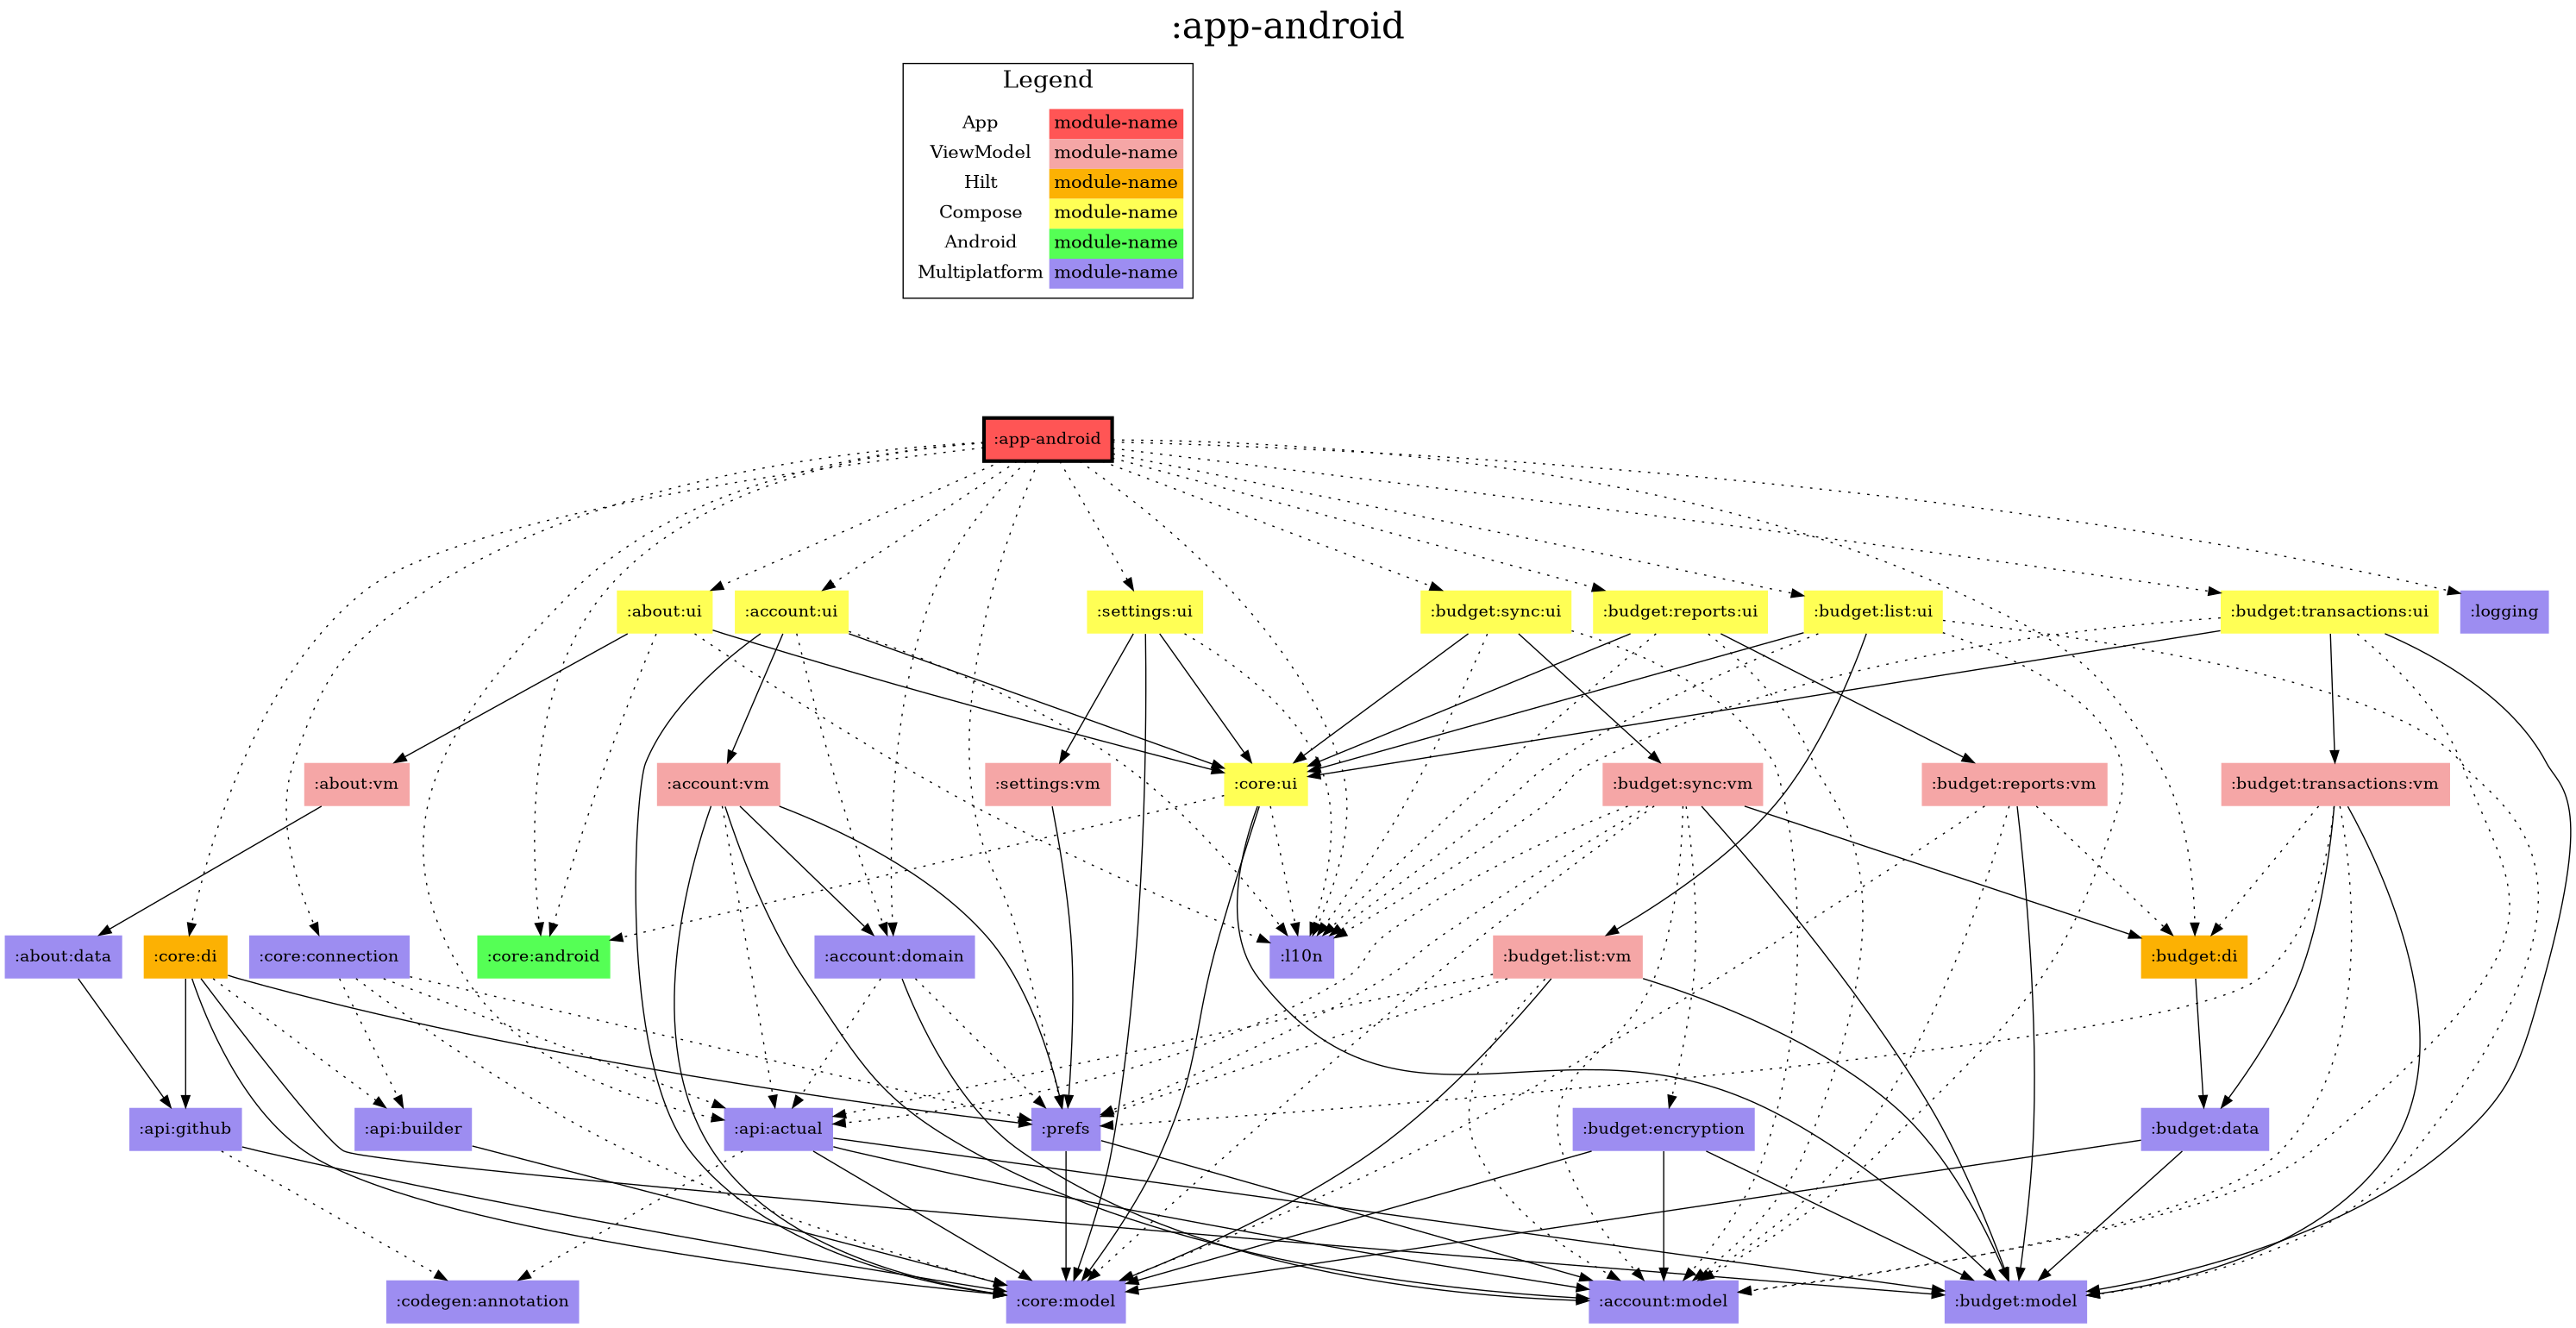 :app-android
Legend
App module-name
ViewModel module-name
Hilt module-name
Compose module-name
Android module-name
Multiplatform module-name
:app-android
:about:ui :account:ui :settings:ui :budget:sync:ui :budget:reports:ui :budget:list:ui :budget:transactions:ui :logging
:about:vm :account:vm :settings:vm :core:ui :budget:sync:vm :budget:reports:vm :budget:transactions:vm
:about:data :core:di :core:connection :core:android :account:domain :l10n :budget:list:vm :budget:di
:api:github :api:builder :api:actual :prefs :budget:encryption :budget:data
:codegen:annotation :core:model :account:model :budget:model